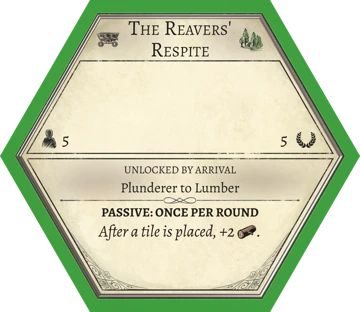 The Reavers'
Respite
5
5
UNLOCKED BY ARRIVAL
Plunderer to Lumber
PASSIVE: ONCE PER ROUND
After a tile is placed, +2 .